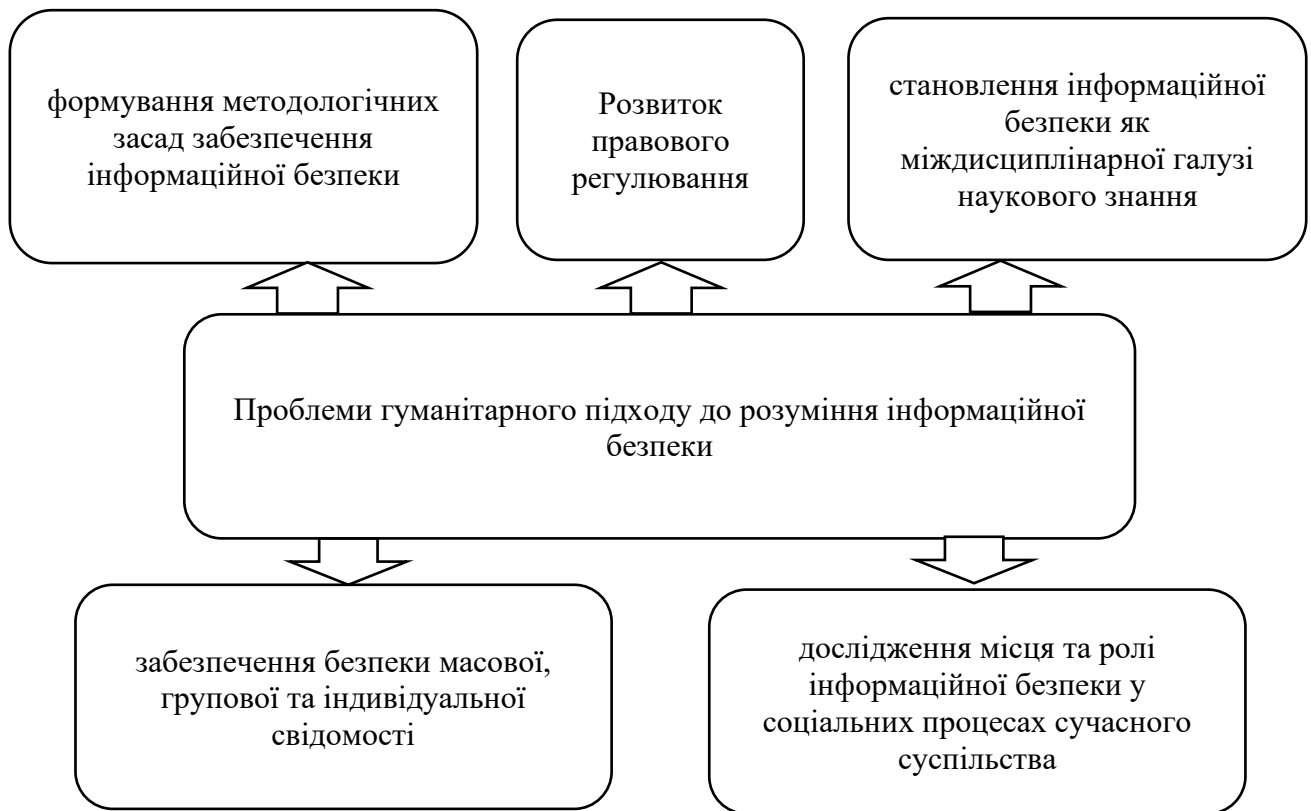 формування методологічних
засад забезпечення
інформаційної безпеки
Розвиток
правового
регулювання
становлення інформаційної
безпеки як
міждисциплінарної галузі
наукового знання
Проблеми гуманітарного підходу до розуміння інформаційної
безпеки
забезпечення безпеки масової,
групової та індивідуальної
свідомості
дослідження місця та ролі
інформаційної безпеки у
соціальних процесах сучасного
суспільства